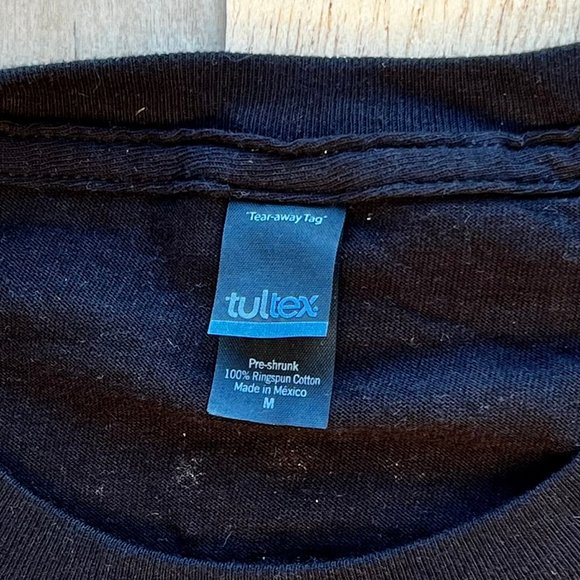 "Tear-away Tag"
tultex
Pre-shrunk
100% Ringspun Cotton
Made in México
M